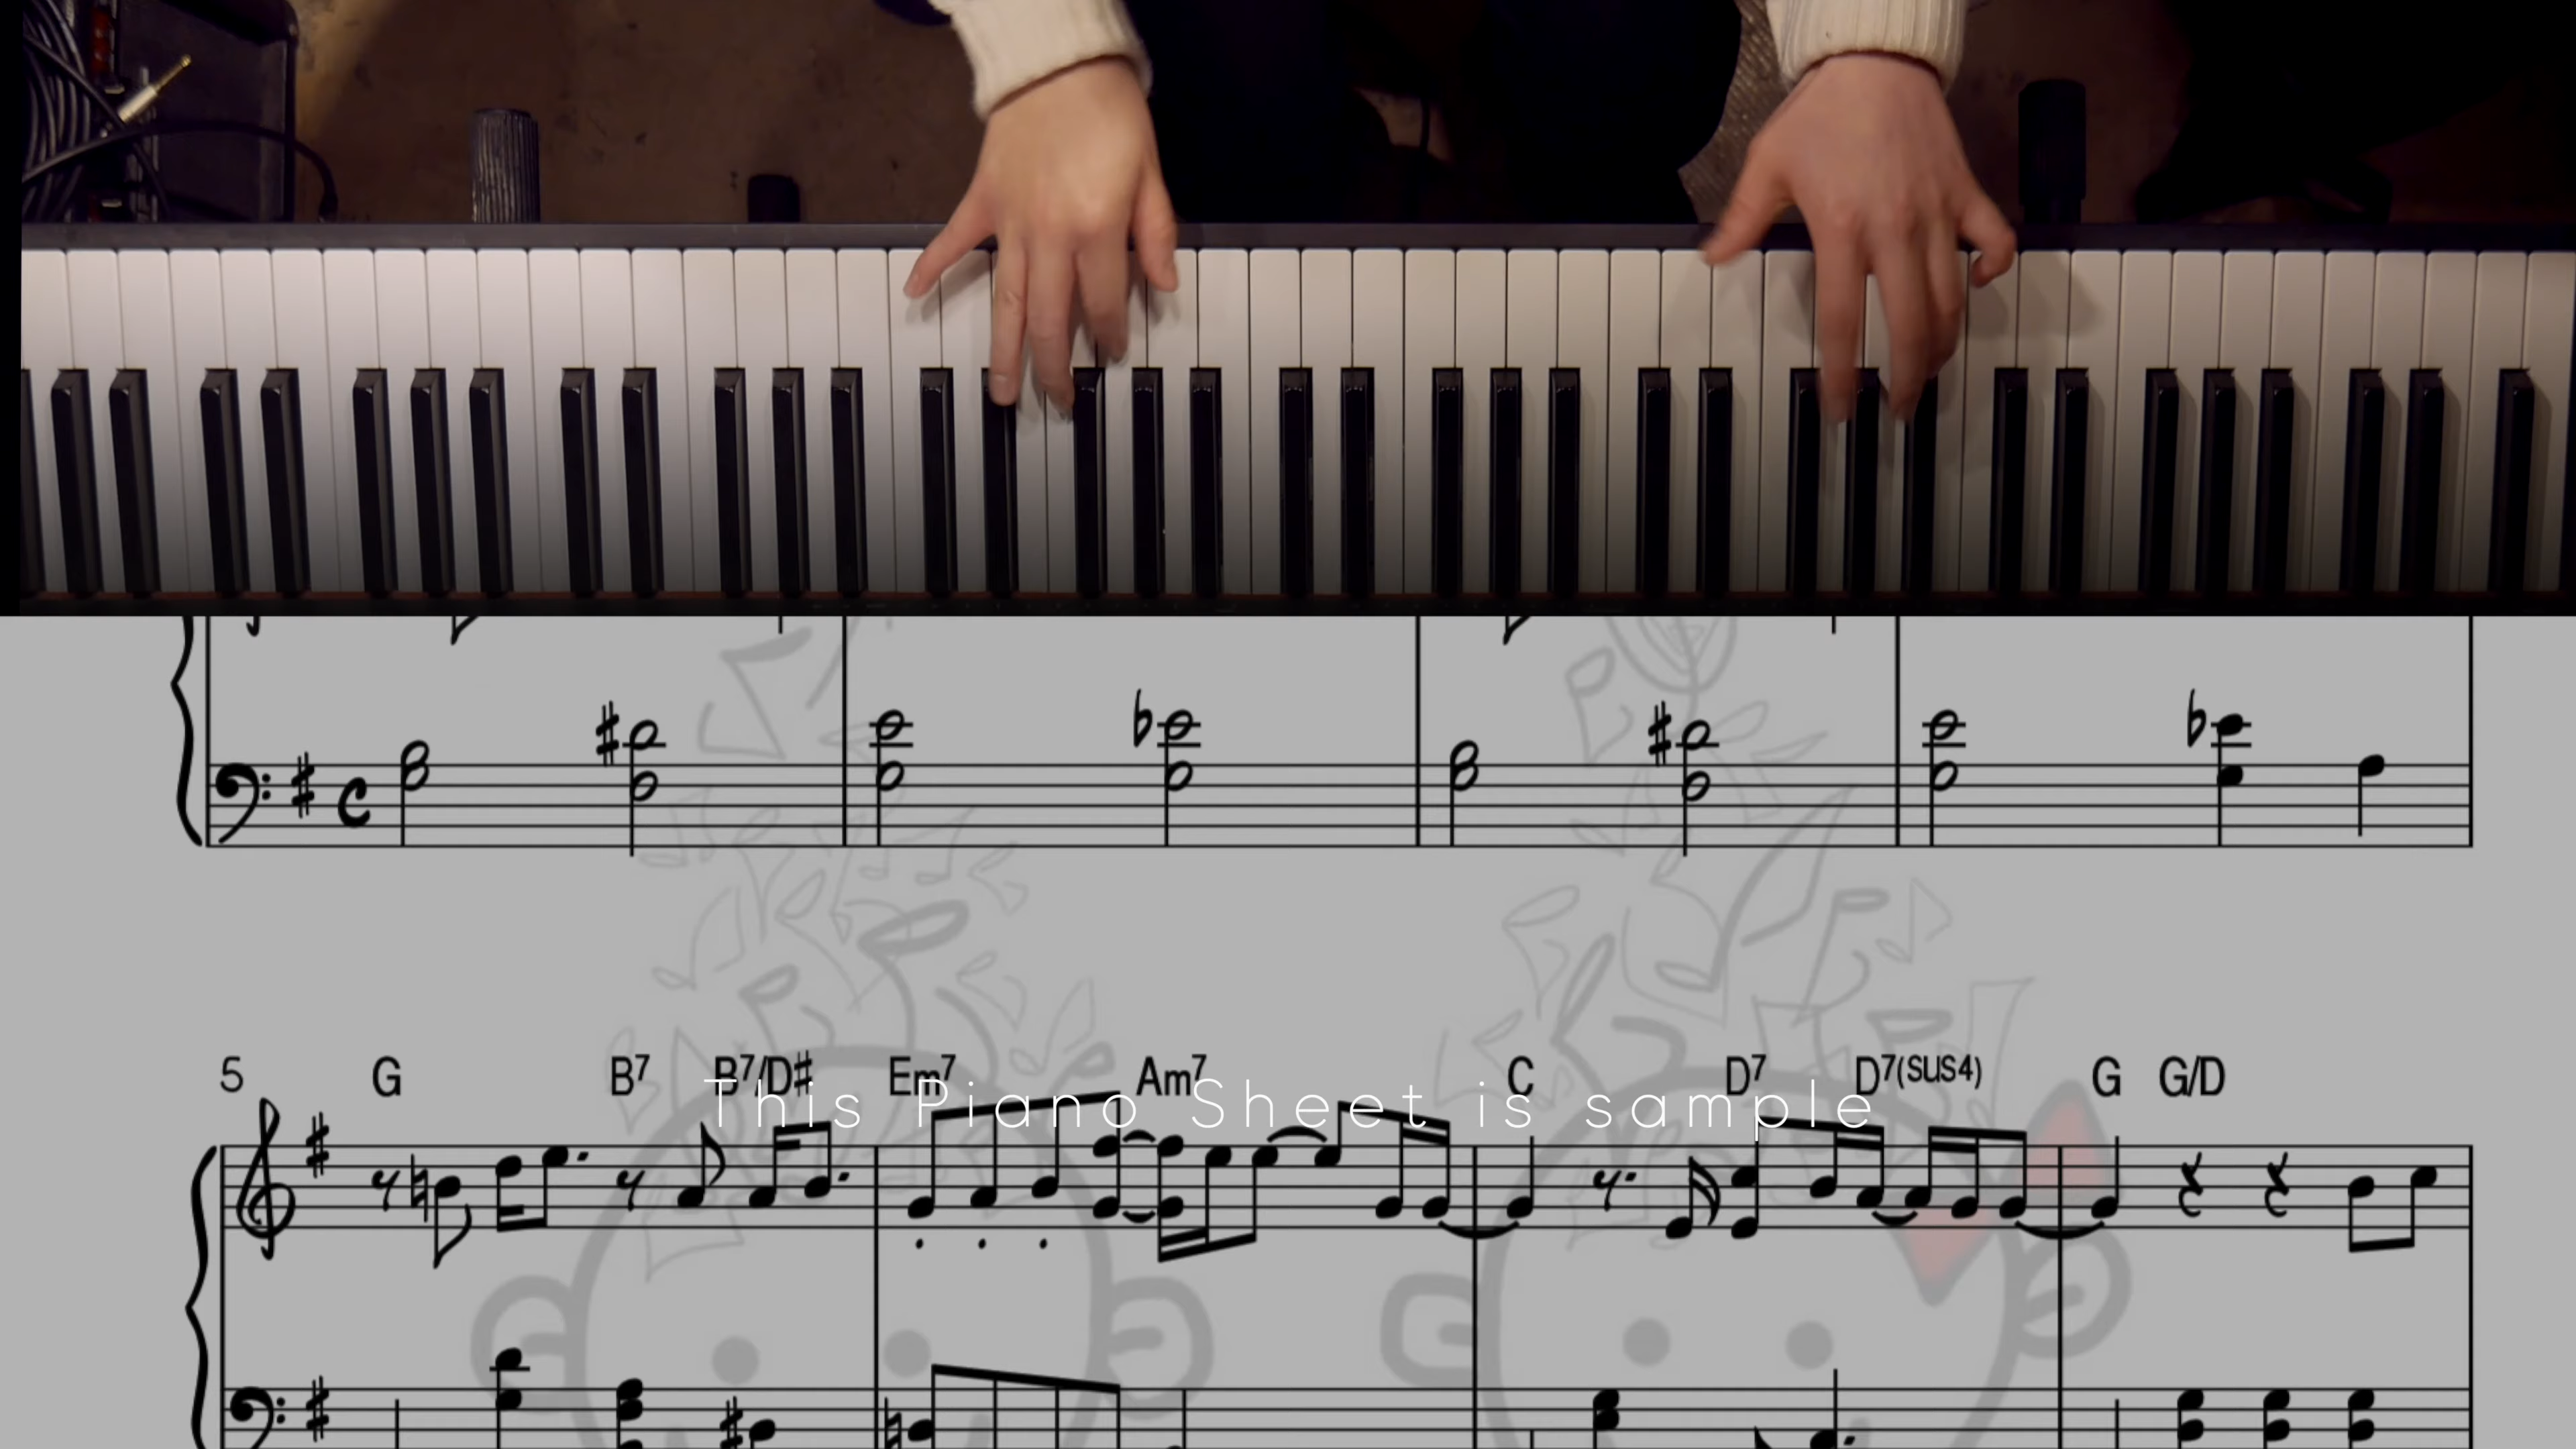 5 G B7 B7/D♯ Em7 Am7 C D7 D7(sus4) G G/D
This Piano Sheet is sample